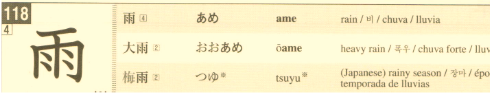 118
4
雨
雨 ④ あめ ame rain / 비 / chuva / lluvia
大雨 ② おおあめ ōame heavy rain / 폭우 / chuva forte /
梅雨 ② つゆ※ tsuyu※ (Japanese) rainy season / 장마 /
temporada de lluvias